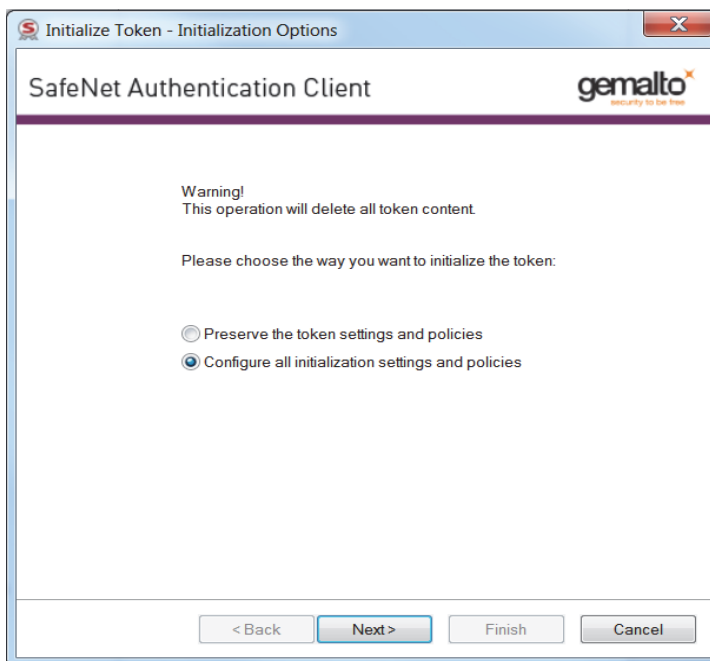 Initialize Token - Initialization Options
SafeNet Authentication Client
gemalto
security to be free
Warning!
This operation will delete all token content.
Please choose the way you want to initialize the token:
Preserve the token settings and policies
Configure all initialization settings and policies
< Back Next > Finish Cancel